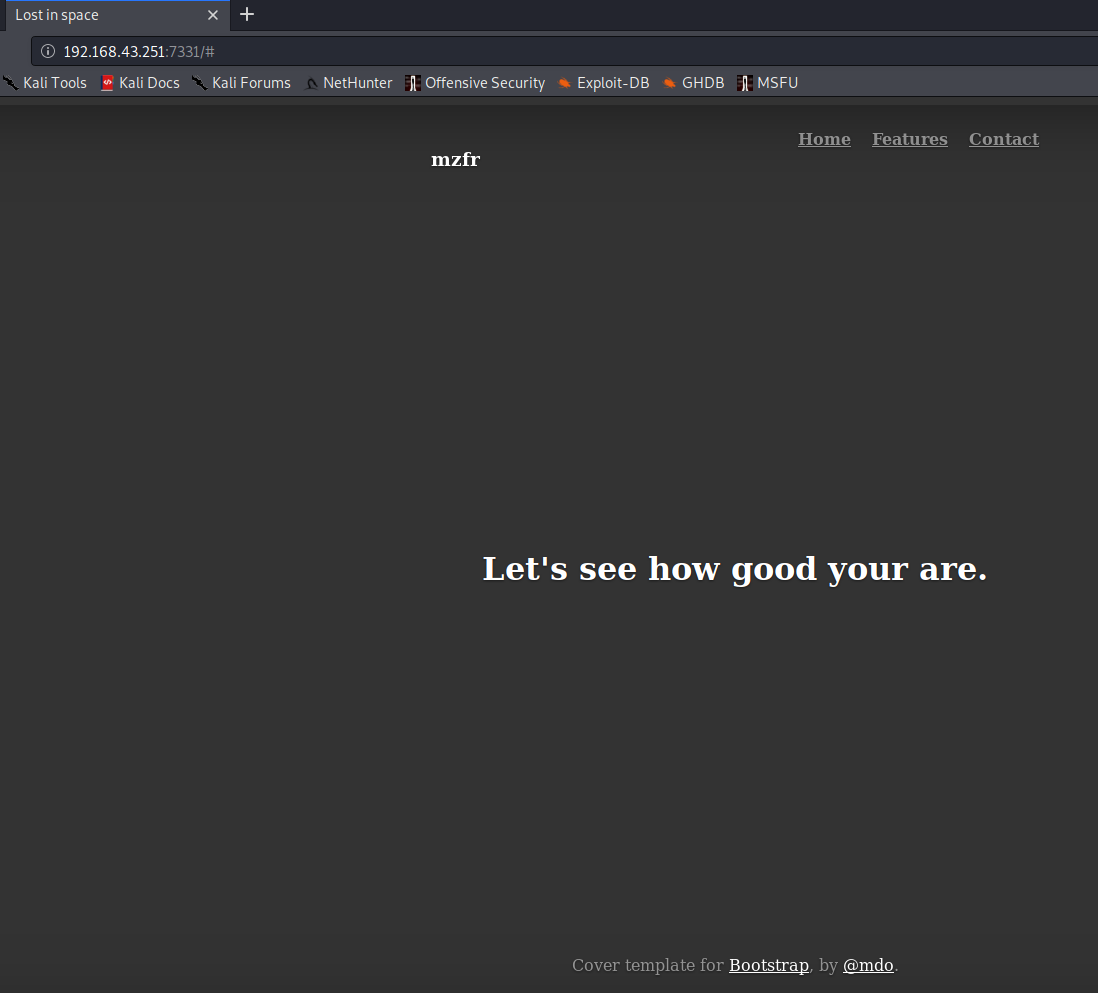 Lost in space
192.168.43.251:7331/#
Kali Tools Kali Docs Kali Forums NetHunter Offensive Security Exploit-DB GHDB MSFU
Home Features Contact
mzfr
Let's see how good your are.
Cover template for Bootstrap, by @mdo.